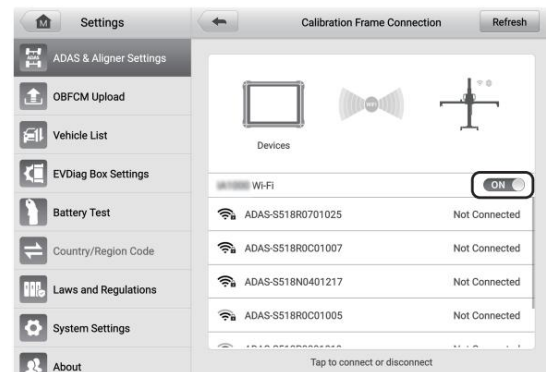 Settings
Calibration Frame Connection
Refresh
ADAS & Aligner Settings
OBFCM Upload
Vehicle List
EVDiag Box Settings
Battery Test
Country/Region Code
Laws and Regulations
System Settings
About
WiFi
Devices
Wi-Fi
ON
ADAS-S518R0701025
Not Connected
ADAS-S518R0C01007
Not Connected
ADAS-S518N0401217
Not Connected
ADAS-S518R0C01005
Not Connected
Tap to connect or disconnect